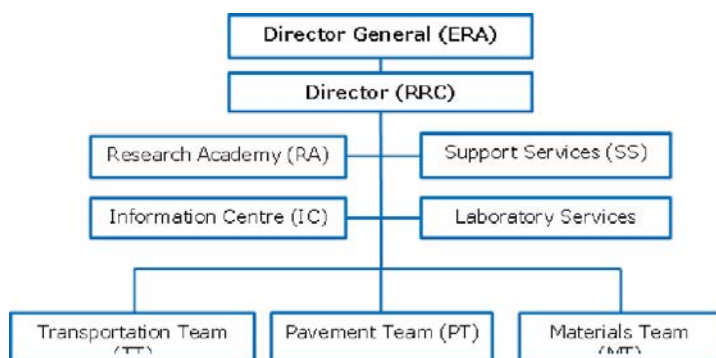 Director General (ERA)
Director (RRC)
Research Academy (RA)
Support Services (SS)
Information Centre (IC)
Laboratory Services
Transportation Team
Pavement Team (PT)
Materials Team